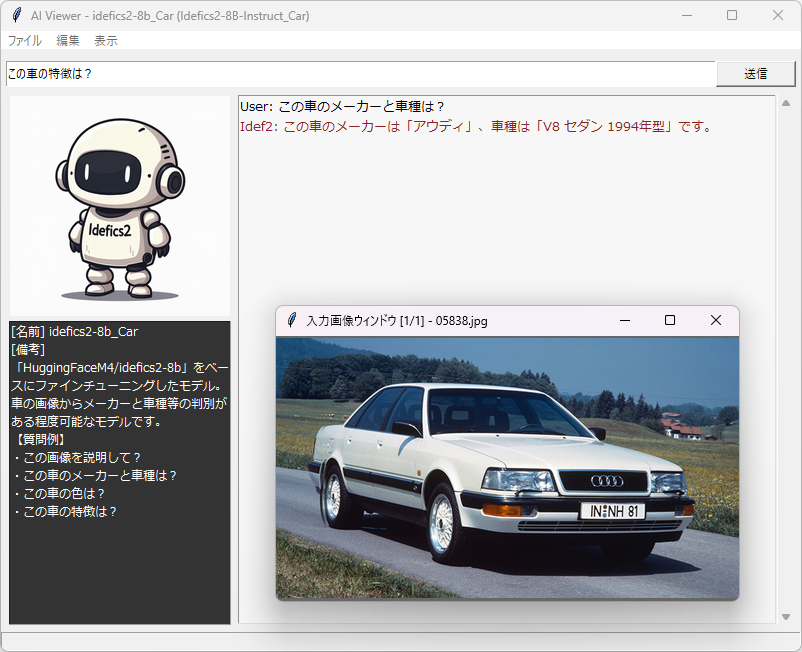 AI Viewer - idefics2-8b_Car (Idefics2-8B-Instruct_Car)
ファイル 編集 表示
この車の特徴は？
送信
Idefics2
[名前] idefics2-8b_Car
[備考]
「HuggingFaceM4/idefics2-8b」をベー
スにファインチューニングしたモデル。
車の画像からメーカーと車種等の判別が
ある程度可能なモデルです。
【質問例】
・この画像を説明して？
・この車のメーカーと車種は？
・この車の色は？
・この車の特徴は？
User: この車のメーカーと車種は？
Idef2: この車のメーカーは「アウディ」、車種は「V8 セダン 1994年型」です。
入力画像ウィンドウ [1/1] - 05838.jpg
IN NH 81